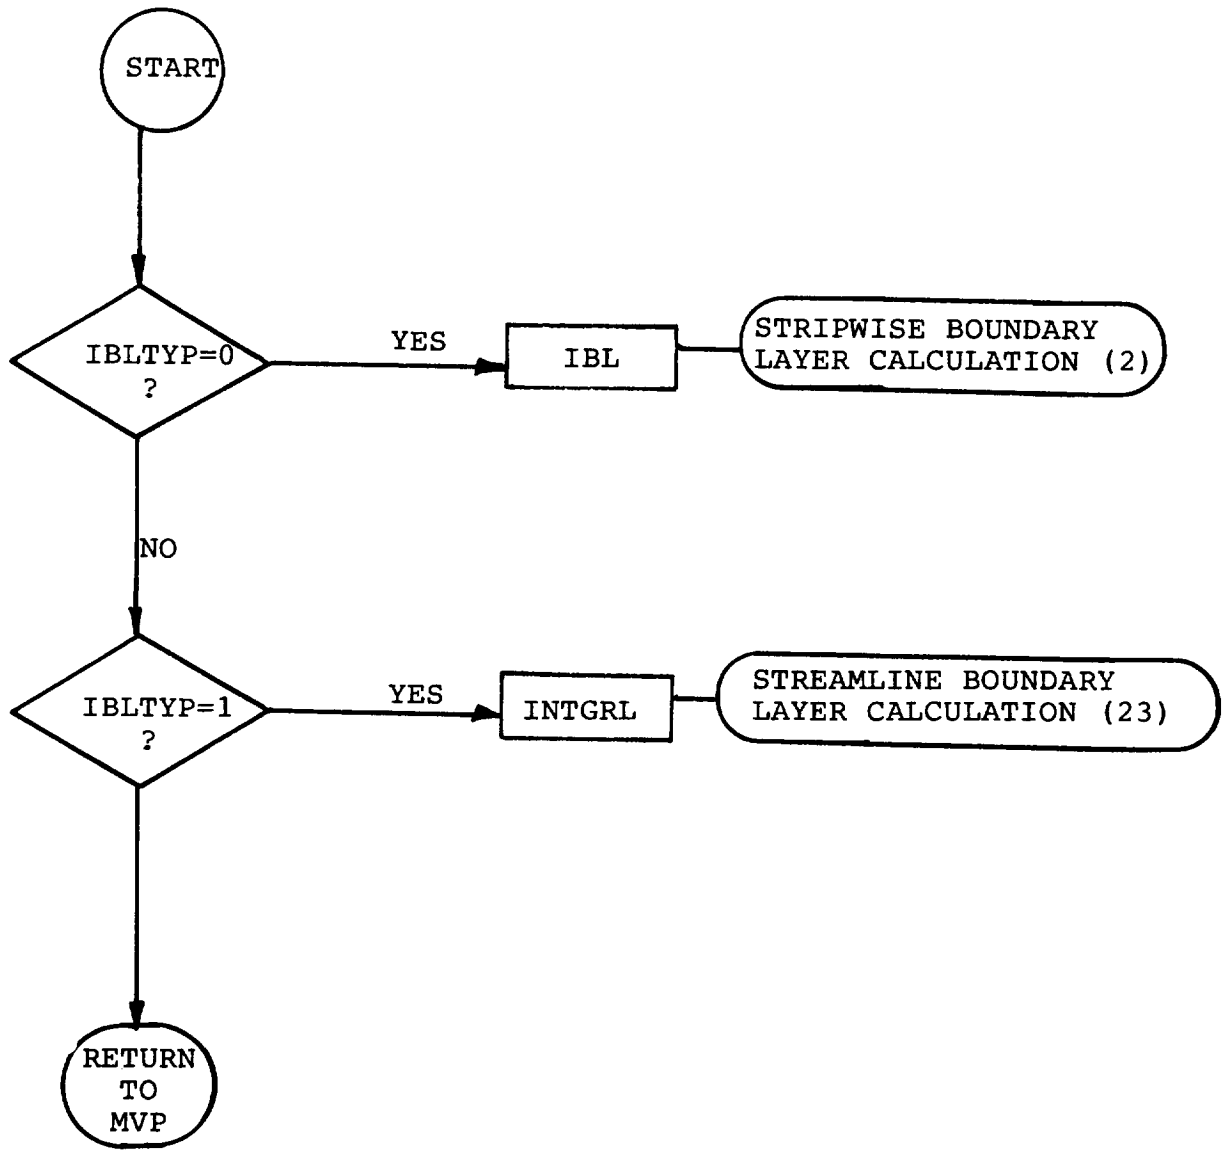 START
IBLTYP=0
?
YES
IBL
STRIPWISE BOUNDARY
LAYER CALCULATION (2)
NO
IBLTYP=1
?
YES
INTGRL
STREAMLINE BOUNDARY
LAYER CALCULATION (23)
RETURN
TO
MVP